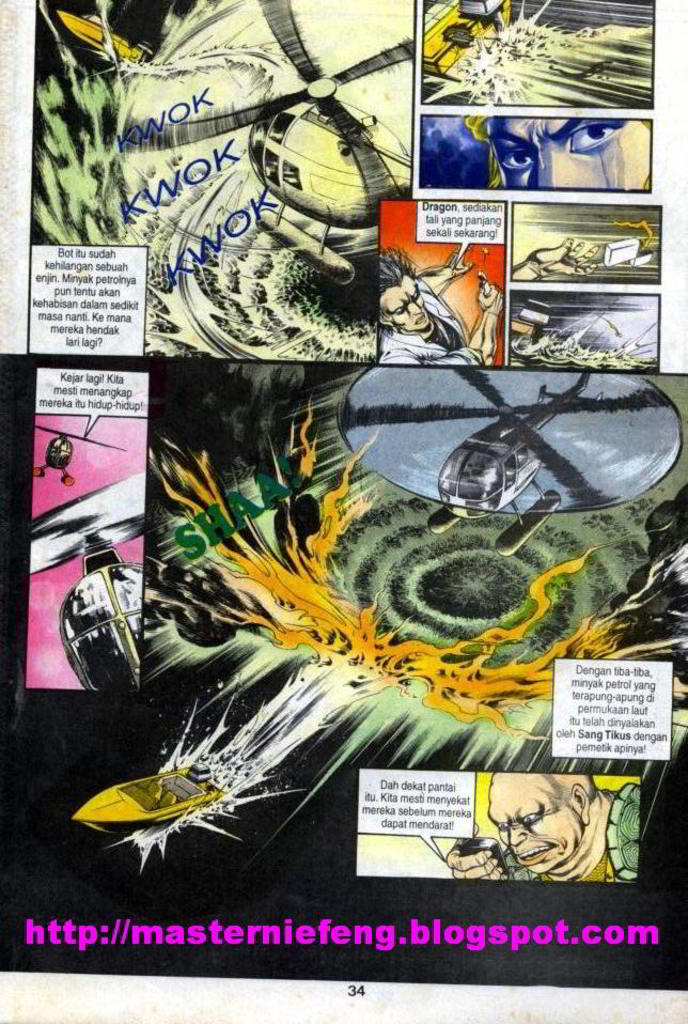 KWOK
KWOK
KWOK
Bot itu sudah
kehilangan sebuah
enjin. Minyak petrolnya
pun tentu akan
kehabisan dalam sedikit
masa nanti. Ke mana
mereka hendak
lari lagi?
Dragon, sediakan
tali yang panjang
sekali sekarang!
Kejar lagi! Kita
mesti menangkap
mereka itu hidup-hidup!
SHAA!
Dengan tiba-tiba,
minyak petrol yang
terapung-apung di
permukaan laut
itu telah dinyalakan
oleh Sang Tikus dengan
pemetik apinya!
Dah dekat pantai
itu. Kita mesti menyekat
mereka sebelum mereka
dapat mendarat!
http://masterniefeng.blogspot.com
34